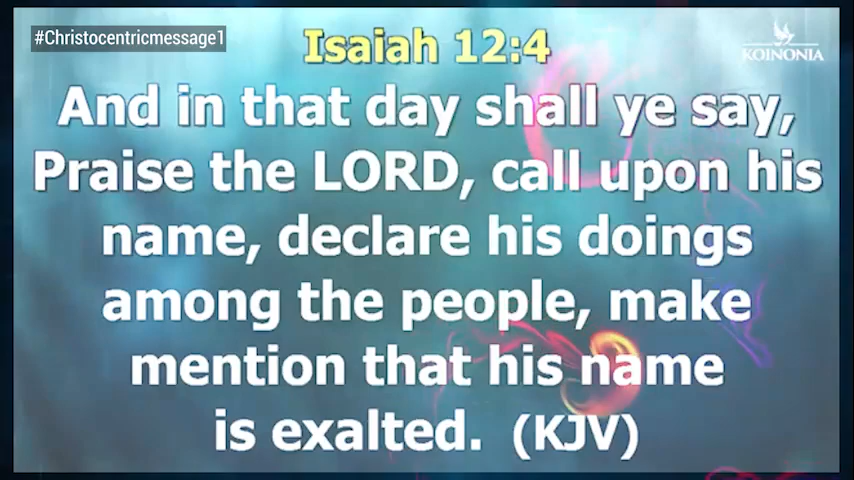 #Christocentricmessage1
KOINONIA
Isaiah 12:4
And in that day shall ye say,
Praise the LORD, call upon his
name, declare his doings
among the people, make
mention that his name
is exalted. (KJV)